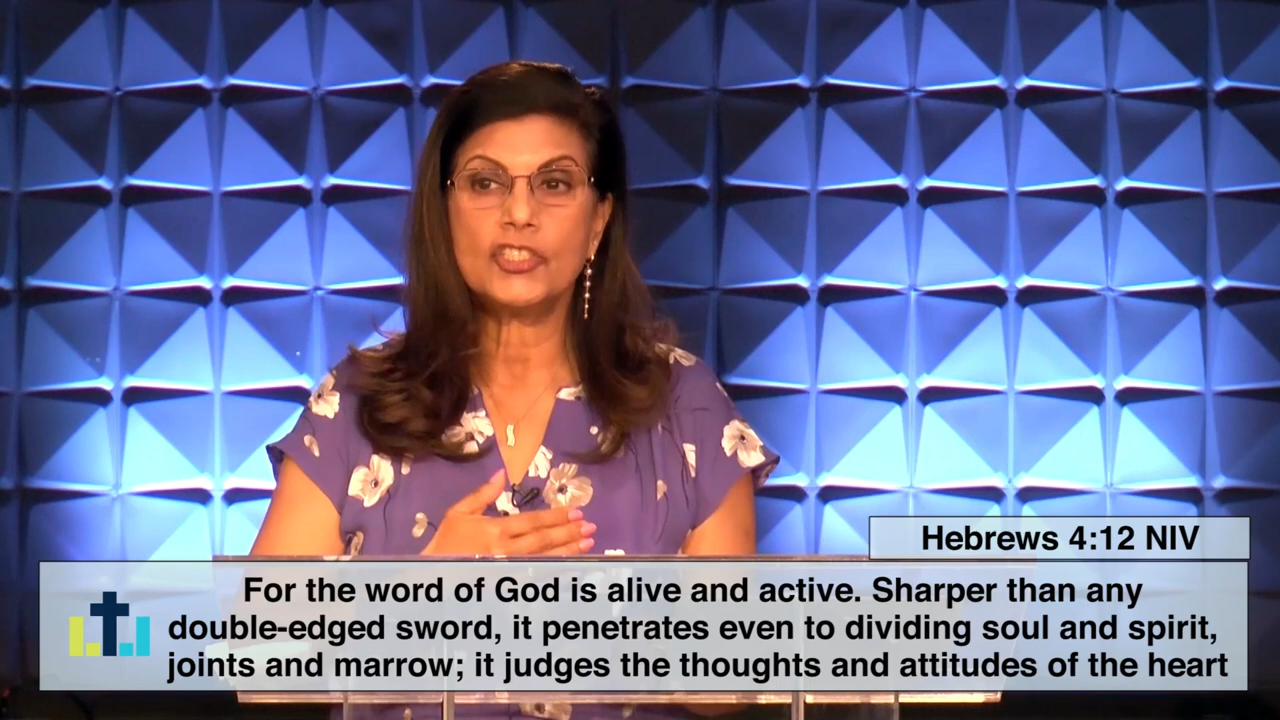 Hebrews 4:12 NIV
For the word of God is alive and active. Sharper than any
double-edged sword, it penetrates even to dividing soul and spirit,
joints and marrow; it judges the thoughts and attitudes of the heart